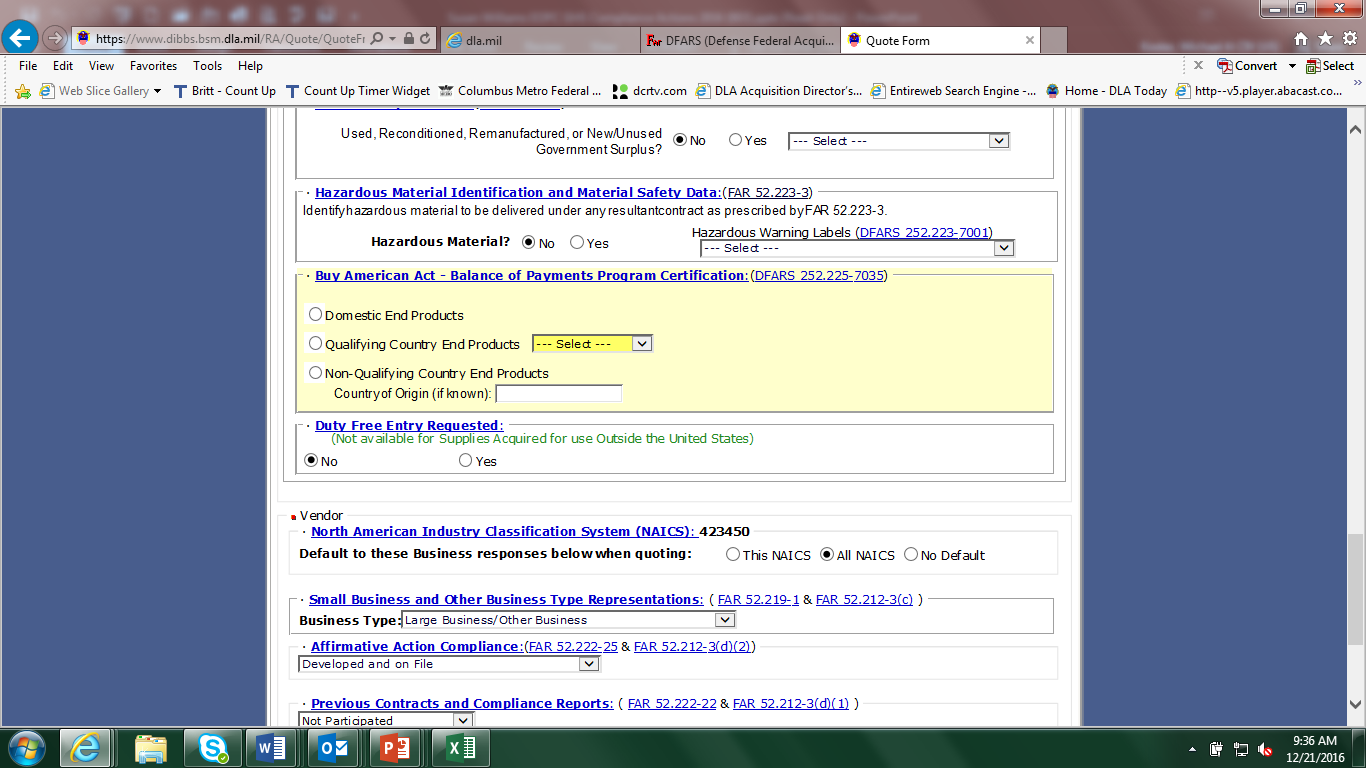 https://www.dibbs.bsm.dla.mil/RA/Quote/QuoteFr
dla.mil
DFARS (Defense Federal Acqui...
Quote Form
File Edit View Favorites Tools Help
Convert
Select
Web Slice Gallery
Britt - Count Up
Count Up Timer Widget
Columbus Metro Federal ...
dcrtv.com
DLA Acquisition Director's...
Entireweb Search Engine -...
Home - DLA Today
http--v5.player.abacast.co...
Used, Reconditioned, Remanufactured, or New/Unused
Government Surplus?
No Yes --- Select ---
· Hazardous Material Identification and Material Safety Data:(FAR 52.223-3)
Identify hazardous material to be delivered under any resultant contract as prescribed by FAR 52.223-3.
Hazardous Material? No Yes
Hazardous Warning Labels (DFARS 252.223-7001)
--- Select ---
· Buy American Act - Balance of Payments Program Certification:(DFARS 252.225-7035)
Domestic End Products
Qualifying Country End Products --- Select ---
Non-Qualifying Country End Products
Country of Origin (if known):
· Duty Free Entry Requested:
(Not available for Supplies Acquired for use Outside the United States)
No Yes
Vendor
· North American Industry Classification System (NAICS): 423450
Default to these Business responses below when quoting: This NAICS All NAICS No Default
· Small Business and Other Business Type Representations: ( FAR 52.219-1 & FAR 52.212-3(c) )
Business Type: Large Business/Other Business
· Affirmative Action Compliance:(FAR 52.222-25 & FAR 52.212-3(d)(2))
Developed and on File
· Previous Contracts and Compliance Reports: ( FAR 52.222-22 & FAR 52.212-3(d)(1) )
Not Participated
9:36 AM
12/21/2016